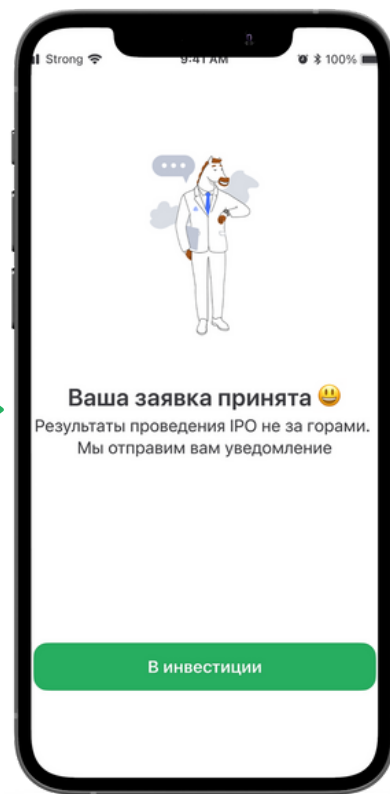 Strong 9:41 AM 100%
Ваша заявка принята 😃
Результаты проведения IPO не за горами.
Мы отправим вам уведомление
В инвестиции